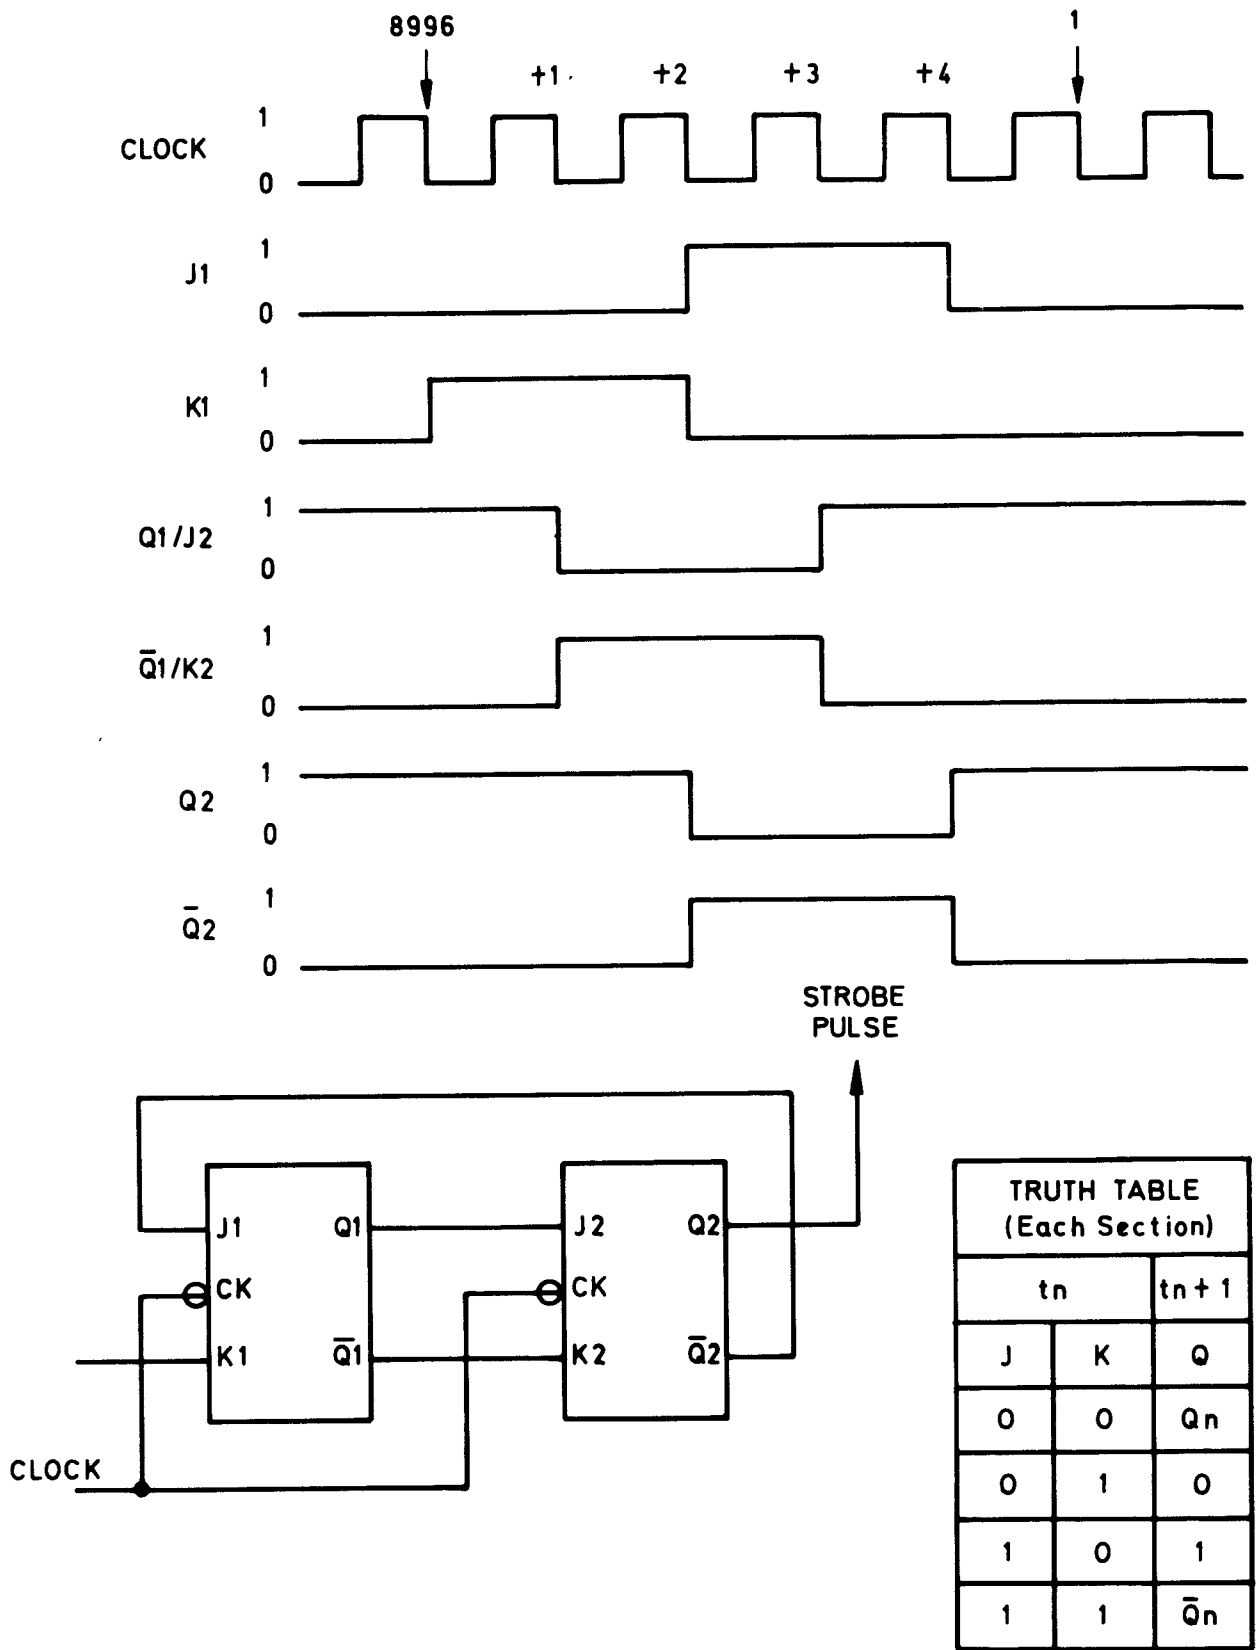 8996
1
+1
+2
+3
+4
CLOCK
1
0
J1
1
0
K1
1
0
Q1/J2
1
0
Q̅1/K2
1
0
Q2
1
0
Q̅2
1
0
STROBE
PULSE
J1
Q1
CK
K1
Q̅1
J2
Q2
CK
K2
Q̅2
CLOCK
TRUTH TABLE
(Each Section)
tn tn+1
J K Q
0 0 Qn
0 1 0
1 0 1
1 1 Q̅n